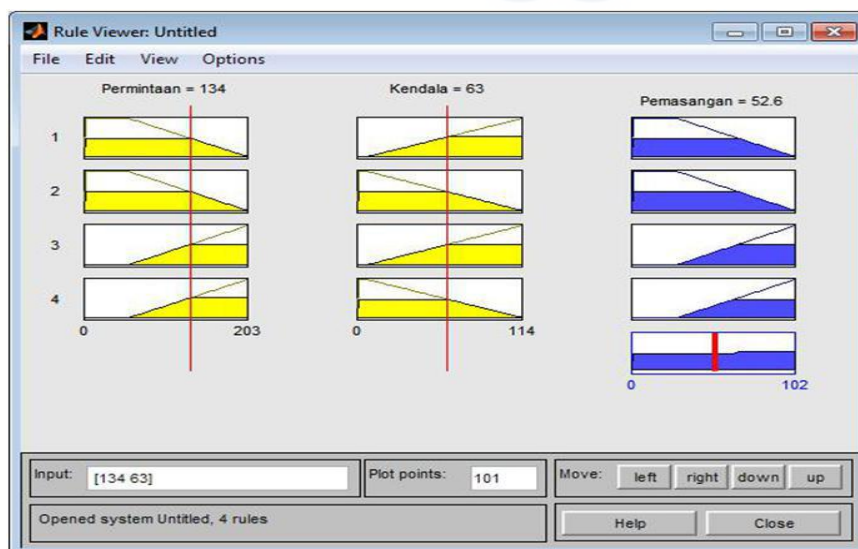 Rule Viewer: Untitled
File Edit View Options
Permintaan = 134
Kendala = 63
Pemasangan = 52.6
1
2
3
4
0 203
0 114
0 102
Input: [134 63]
Plot points: 101
Move: left right down up
Opened system Untitled, 4 rules
Help Close